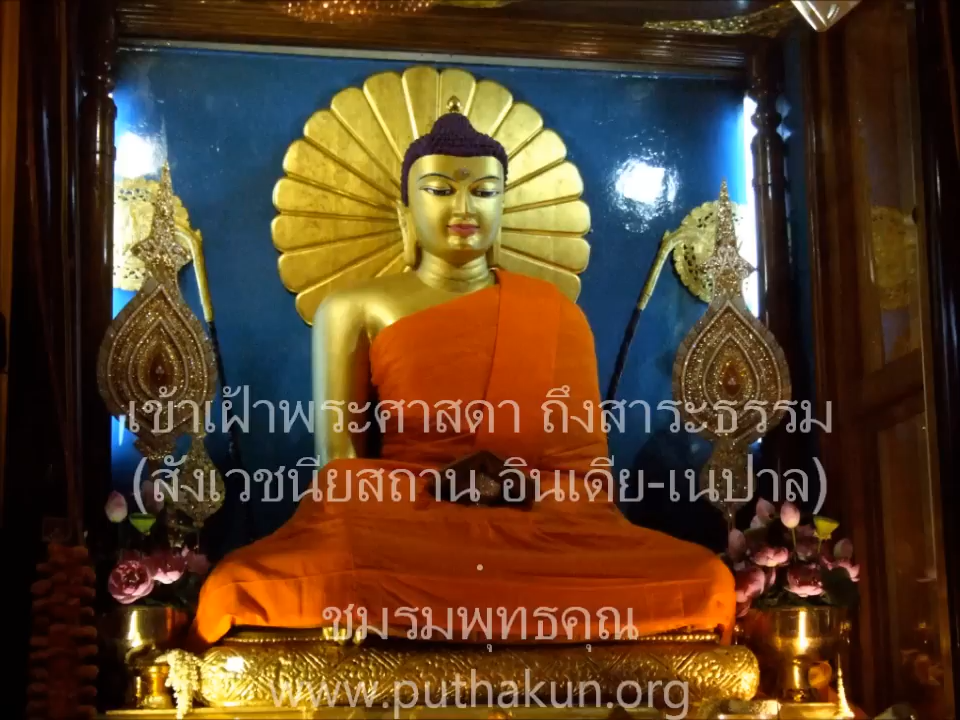 เข้าเฝ้าพระศาสดา ถึงสาระธรรม
(สังเวชนียสถาน อินเดีย-เนปาล)
.
ชมรมพุทธคุณ
www.puthakun.org